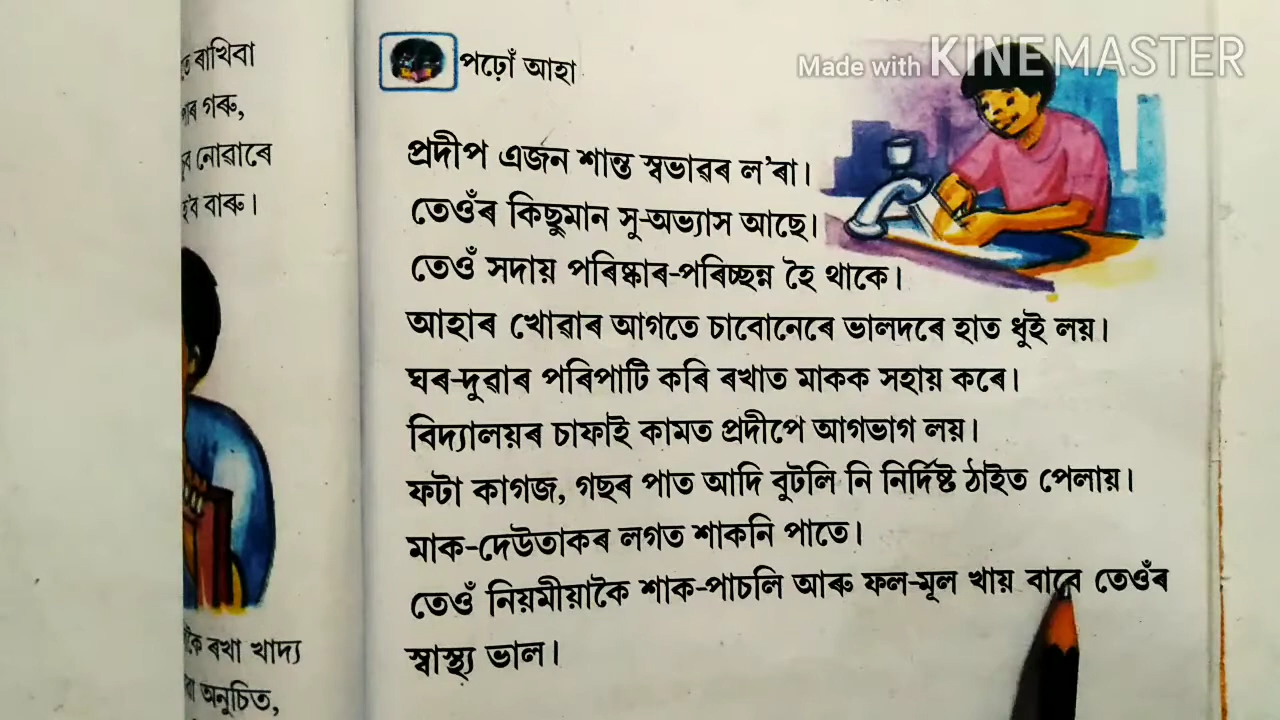 Made with KINEMASTER
পঢ়োঁ আহা
প্ৰদীপ এজন শান্ত স্বভাৱৰ ল'ৰা।
তেওঁৰ কিছুমান সু-অভ্যাস আছে।
তেওঁ সদায় পৰিষ্কাৰ-পৰিচ্ছন্ন হৈ থাকে।
আহাৰ খোৱাৰ আগতে চাবোনেৰে ভালদৰে হাত ধুই লয়।
ঘৰ-দুৱাৰ পৰিপাটি কৰি ৰখাত মাকক সহায় কৰে।
বিদ্যালয়ৰ চাফাই কামত প্ৰদীপে আগভাগ লয়।
ফটা কাগজ, গছৰ পাত আদি বুটলি নি নিৰ্দিষ্ট ঠাইত পেলায়।
মাক-দেউতাকৰ লগত শাকনি পাতে।
তেওঁ নিয়মীয়াকৈ শাক-পাচলি আৰু ফল-মূল খায় বাবে তেওঁৰ
স্বাস্থ্য ভাল।
ৰাখিবা
গৰু,
নোৱাৰে
বাৰু।
ৰখা খাদ্য
অনুচিত,